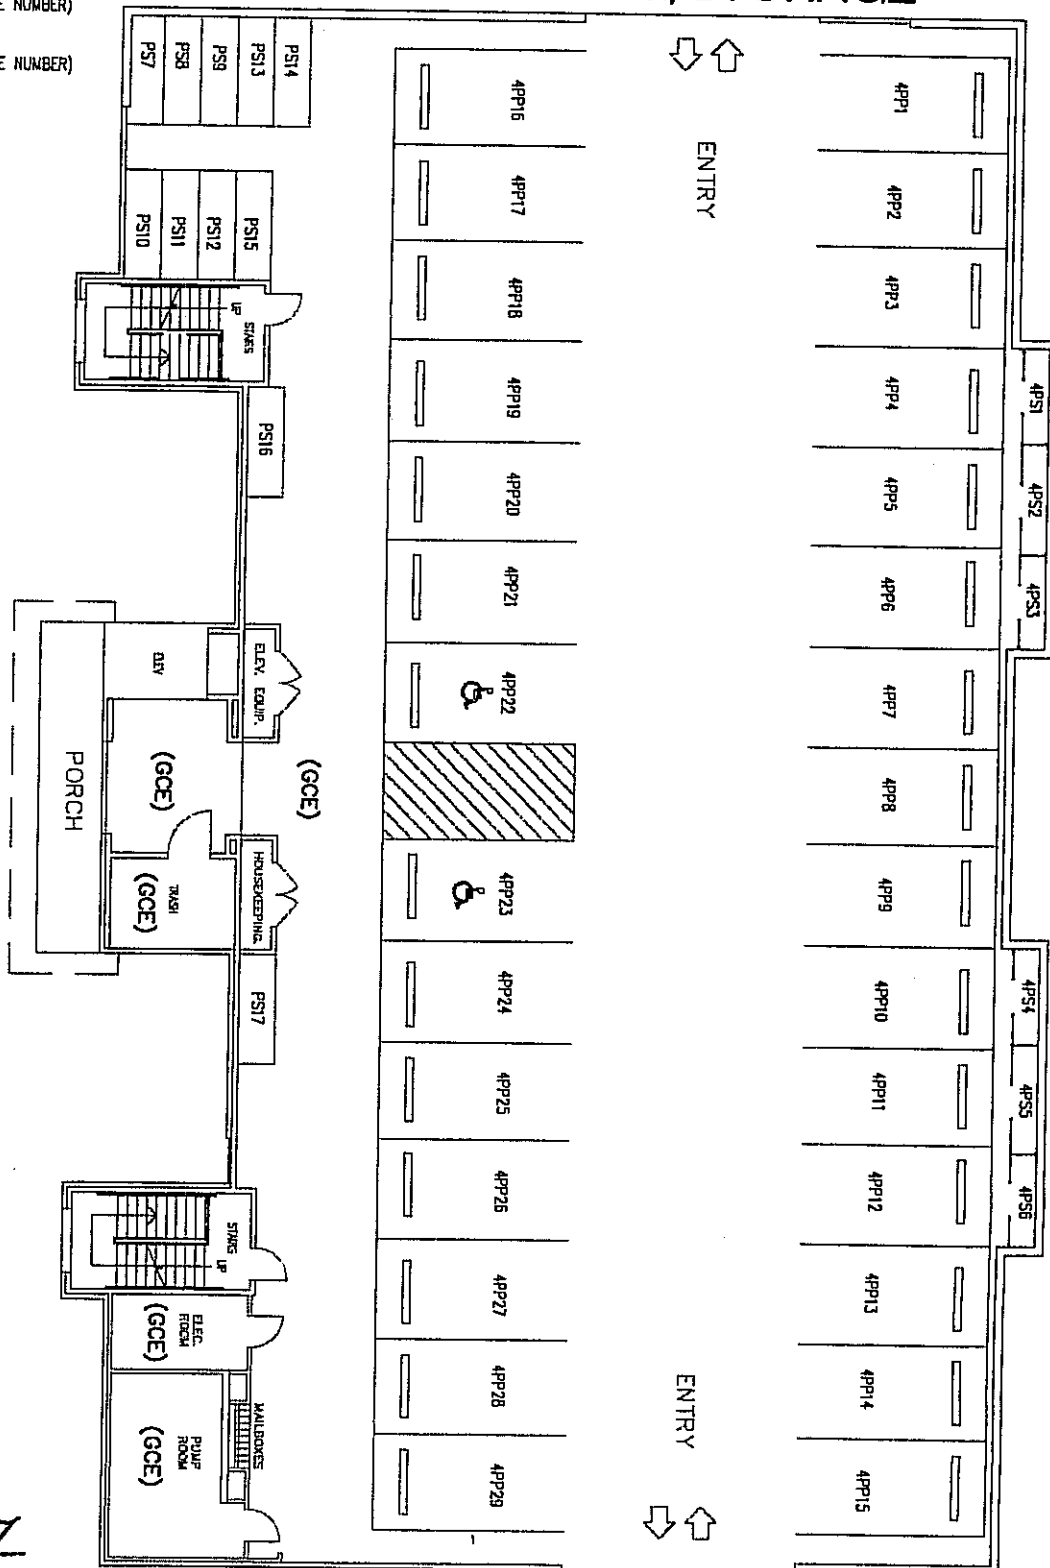 E NUMBER)
E NUMBER)
PS7
PS8
PS9
PS13
PS14
PS10
PS11
PS12
PS15
UP
STAIRS
PS16
ELEV
ELEV. EQUIP.
(GCE)
(GCE)
PORCH
TRASH
(GCE)
HOUSEKEEPING
PS17
STAIRS
UP
ELEC. ROOM
(GCE)
MAILBOXES
PUMP ROOM
(GCE)
4PP16
4PP17
4PP18
4PP19
4PP20
4PP21
4PP22
4PP23
4PP24
4PP25
4PP26
4PP27
4PP28
4PP29
ENTRY
ENTRY
4PP1
4PP2
4PP3
4PP4
4PP5
4PP6
4PP7
4PP8
4PP9
4PP10
4PP11
4PP12
4PP13
4PP14
4PP15
4PS1
4PS2
4PS3
4PS4
4PS5
4PS6